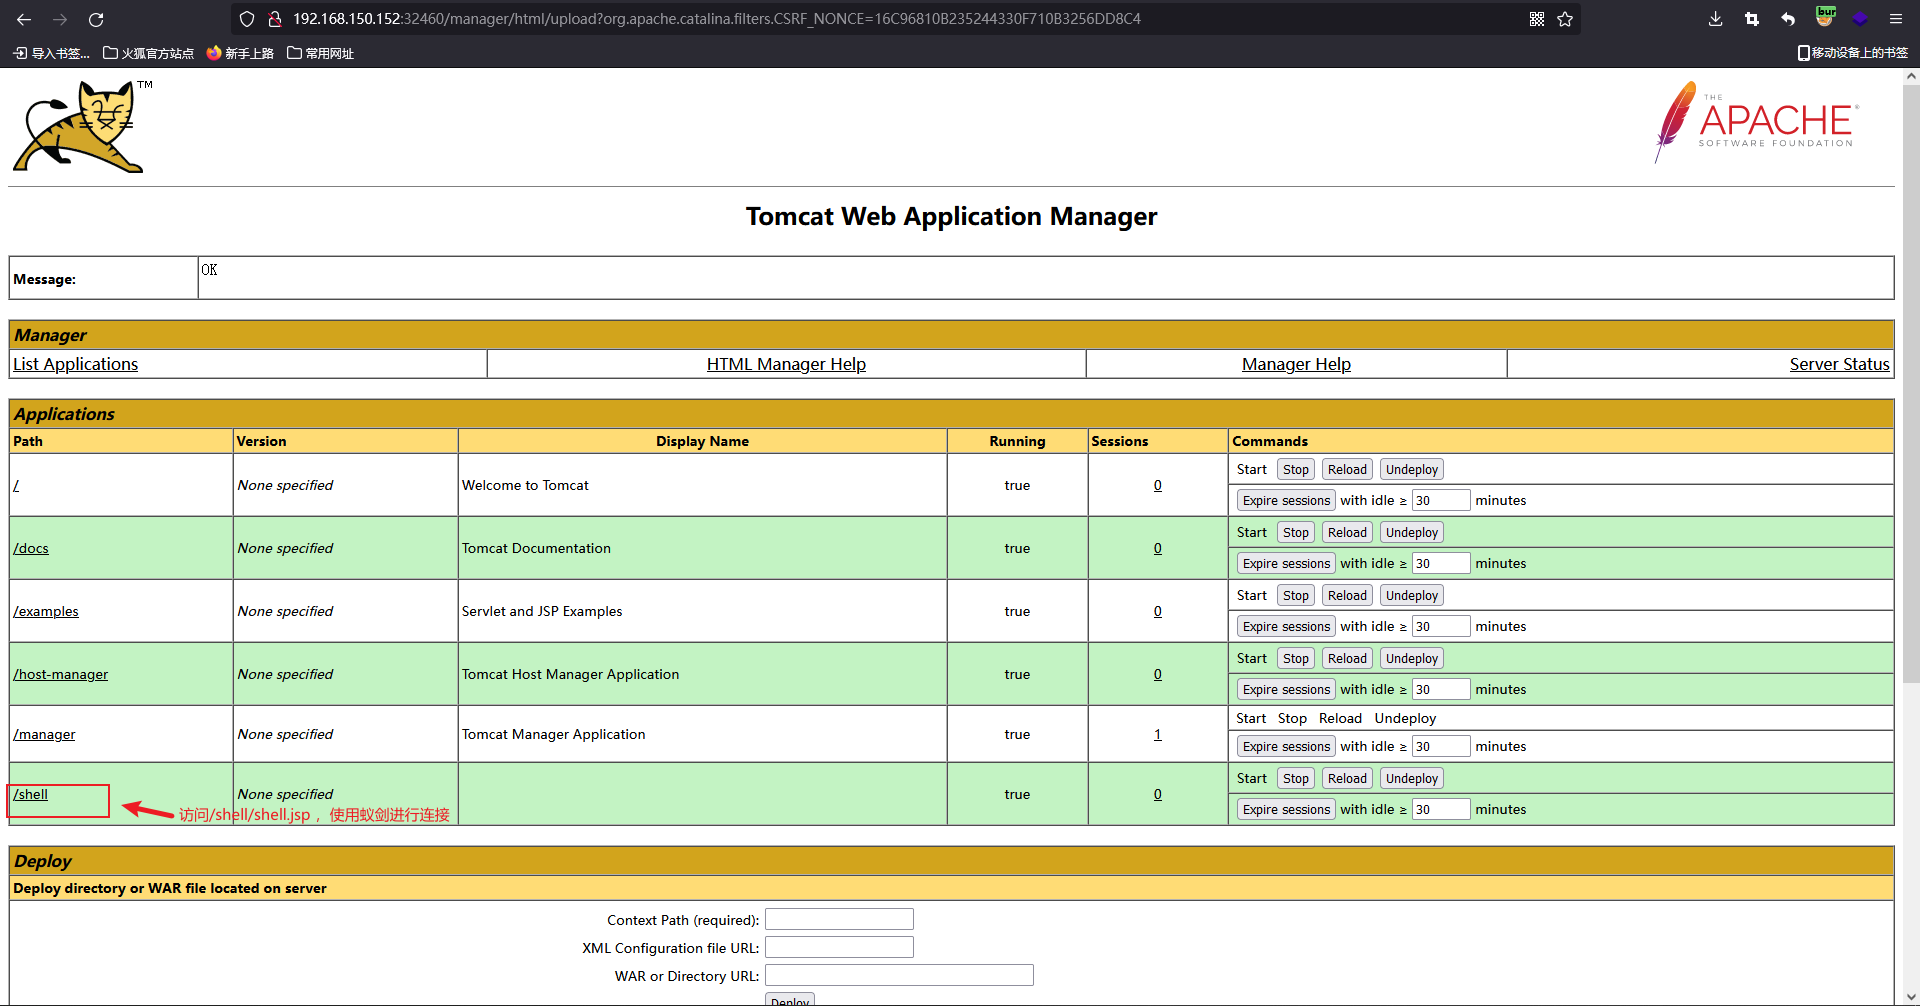 192.168.150.152:32460/manager/html/upload?org.apache.catalina.filters.CSRF_NONCE=16C96810B235244330F710B3256DD8C4
bur
导入书签... 火狐官方站点 新手上路 常用网址 移动设备上的书签
TM
THE
APACHE®
SOFTWARE FOUNDATION
Tomcat Web Application Manager
Message: OK
Manager
List Applications HTML Manager Help Manager Help Server Status
Applications
Path Version Display Name Running Sessions Commands
/ None specified Welcome to Tomcat true 0 Start Stop Reload Undeploy
Expire sessions with idle ≥ 30 minutes
/docs None specified Tomcat Documentation true 0 Start Stop Reload Undeploy
Expire sessions with idle ≥ 30 minutes
/examples None specified Servlet and JSP Examples true 0 Start Stop Reload Undeploy
Expire sessions with idle ≥ 30 minutes
/host-manager None specified Tomcat Host Manager Application true 0 Start Stop Reload Undeploy
Expire sessions with idle ≥ 30 minutes
/manager None specified Tomcat Manager Application true 1 Start Stop Reload Undeploy
Expire sessions with idle ≥ 30 minutes
/shell None specified true 0 Start Stop Reload Undeploy
Expire sessions with idle ≥ 30 minutes
访问/shell/shell.jsp ，使用蚁剑进行连接
Deploy
Deploy directory or WAR file located on server
Context Path (required):
XML Configuration file URL:
WAR or Directory URL:
Deploy